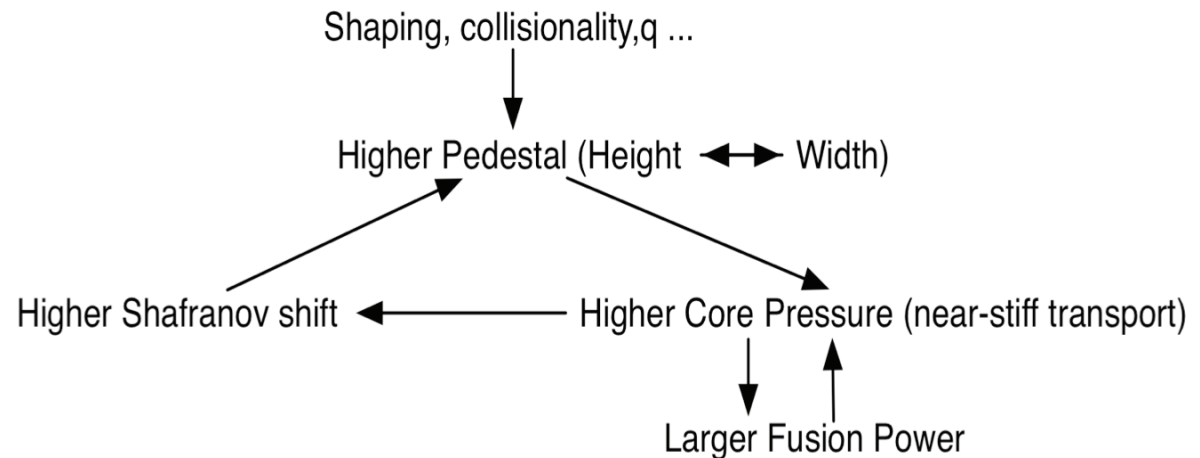 Shaping, collisionality,q ...
Higher Pedestal (Height Width)
Higher Shafranov shift
Higher Core Pressure (near-stiff transport)
Larger Fusion Power